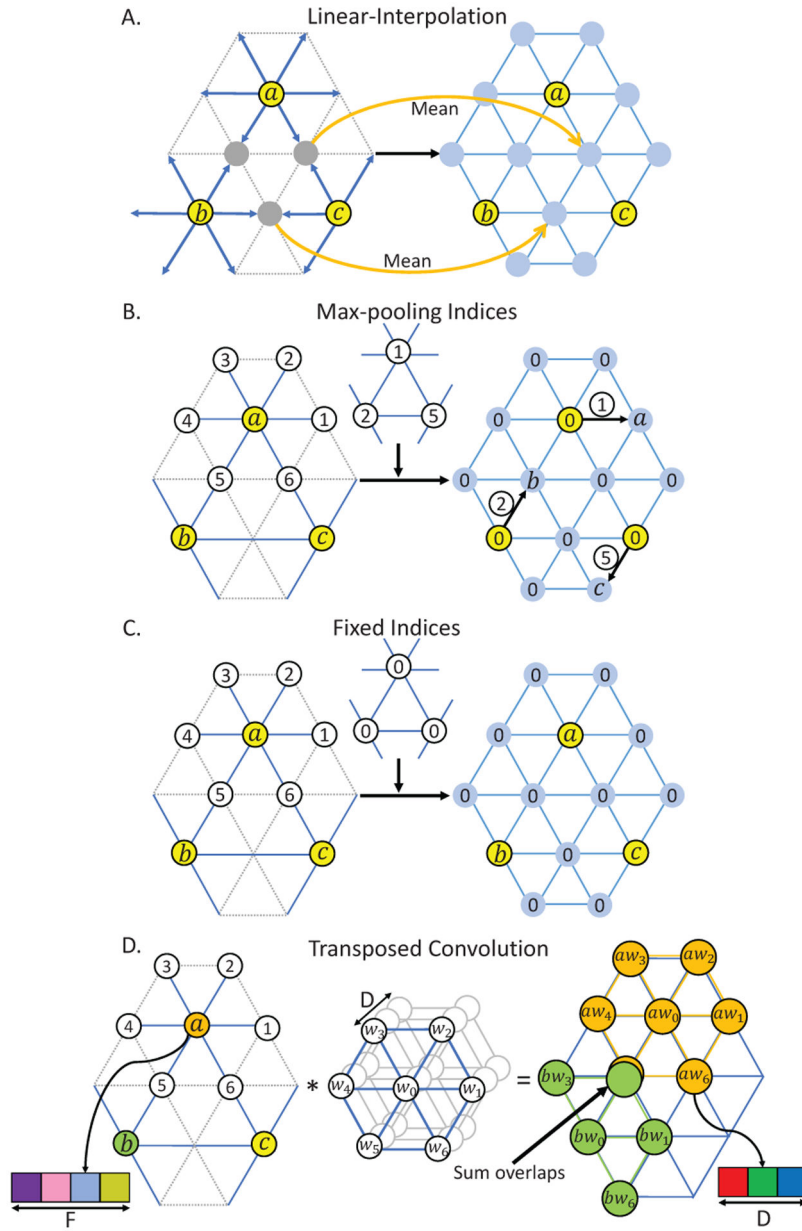 A. Linear-Interpolation
a
a
Mean
b
c
b
c
Mean
B. Max-pooling Indices
3 2
1
0 0
4 a 1
2 5
0 0 1 a
5 6
0 b 0 0
2
b c
0 0 0
5
0 c
C. Fixed Indices
3 2
0
0 0
4 a 1
0 0
0 a 0
5 6
0 0 0 0
b c
b 0 c
0 0
D. Transposed Convolution
3 2
aw₃ aw₂
D
4 a 1
w₃ w₂
aw₄ aw₀ aw₁
5 6
* w₄ w₀ w₁ =
bw₃ aw₆
b c
w₅ w₆
bw₀ bw₁
Sum overlaps
bw₆
F
D